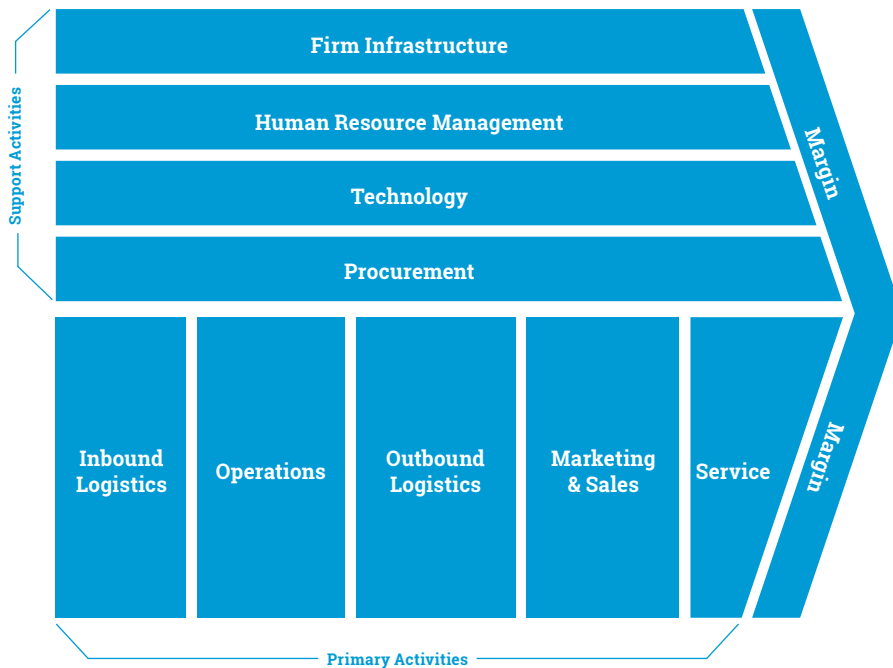 Support Activities
Firm Infrastructure
Human Resource Management
Technology
Procurement
Margin
Inbound
Logistics
Operations
Outbound
Logistics
Marketing
& Sales
Service
Margin
Primary Activities